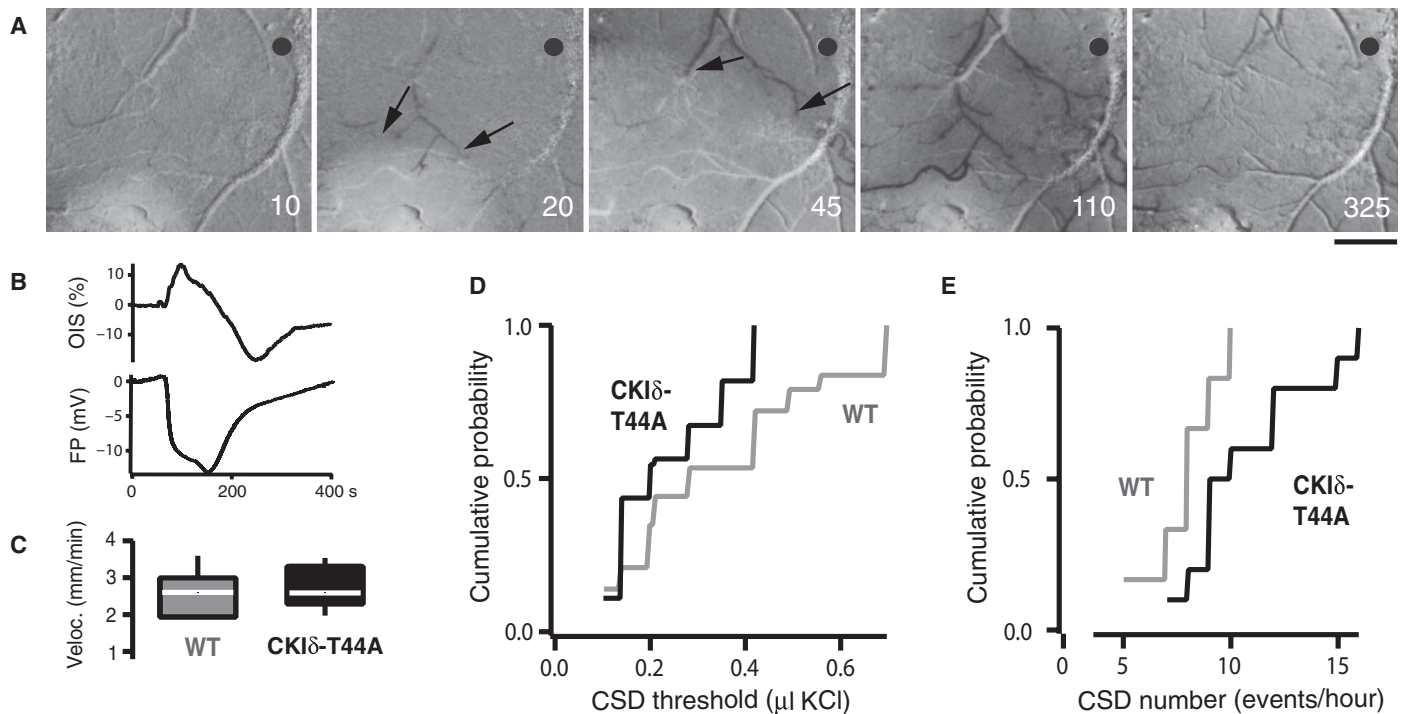 A
10
20
45
110
325
B
OIS (%)
10
0
−10
FP (mV)
0
−5
−10
0
200
400 s
C
Veloc. (mm/min)
4
3
2
1
WT
CKIδ-T44A
D
Cumulative probability
1.0
0.5
0.0
CKIδ-
T44A
WT
0.0
0.2
0.4
0.6
CSD threshold (μl KCl)
E
Cumulative probability
1.0
0.5
0.0
WT
CKIδ-
T44A
0
5
10
15
CSD number (events/hour)